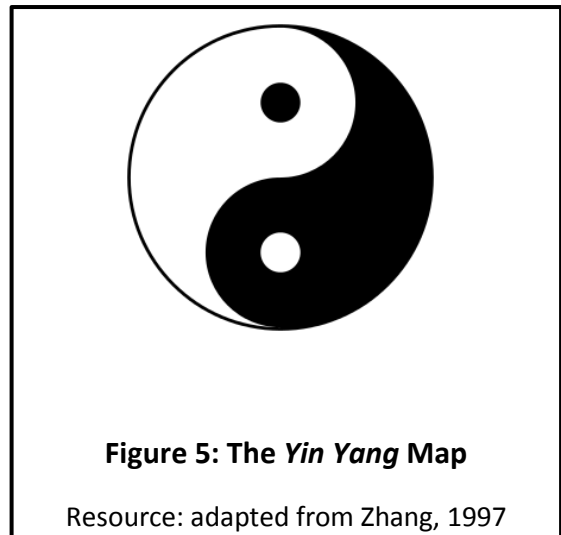 Figure 5: The Yin Yang Map
Resource: adapted from Zhang, 1997